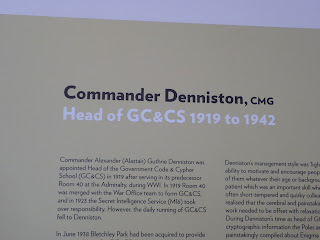 Commander Denniston, CMG
Head of GC&CS 1919 to 1942
Commander Alexander (Alastair) Guthrie Denniston was
appointed Head of the Government Code & Cypher
School (GC&CS) in 1919 after serving in its predecessor
Room 40 at the Admiralty, during WWI. In 1919 Room 40
was merged with the War Office team to form GC&CS,
and in 1923 the Secret Intelligence Service (MI6) took
over responsibility. However, the daily running of GC&CS
fell to Denniston.
In June 1938 Bletchley Park had been acquired to provide
Denniston's management style was
ability to motivate and encourage peop
of them whatever their age or backgrou
patient which was an important skill wh
often short-tempered and quirky colleag
realised that the cerebral and painstakin
work needed to be offset with relaxation
During Denniston's time as head of G
cryptographic information the Poles a
painstakingly compiled about Enigma